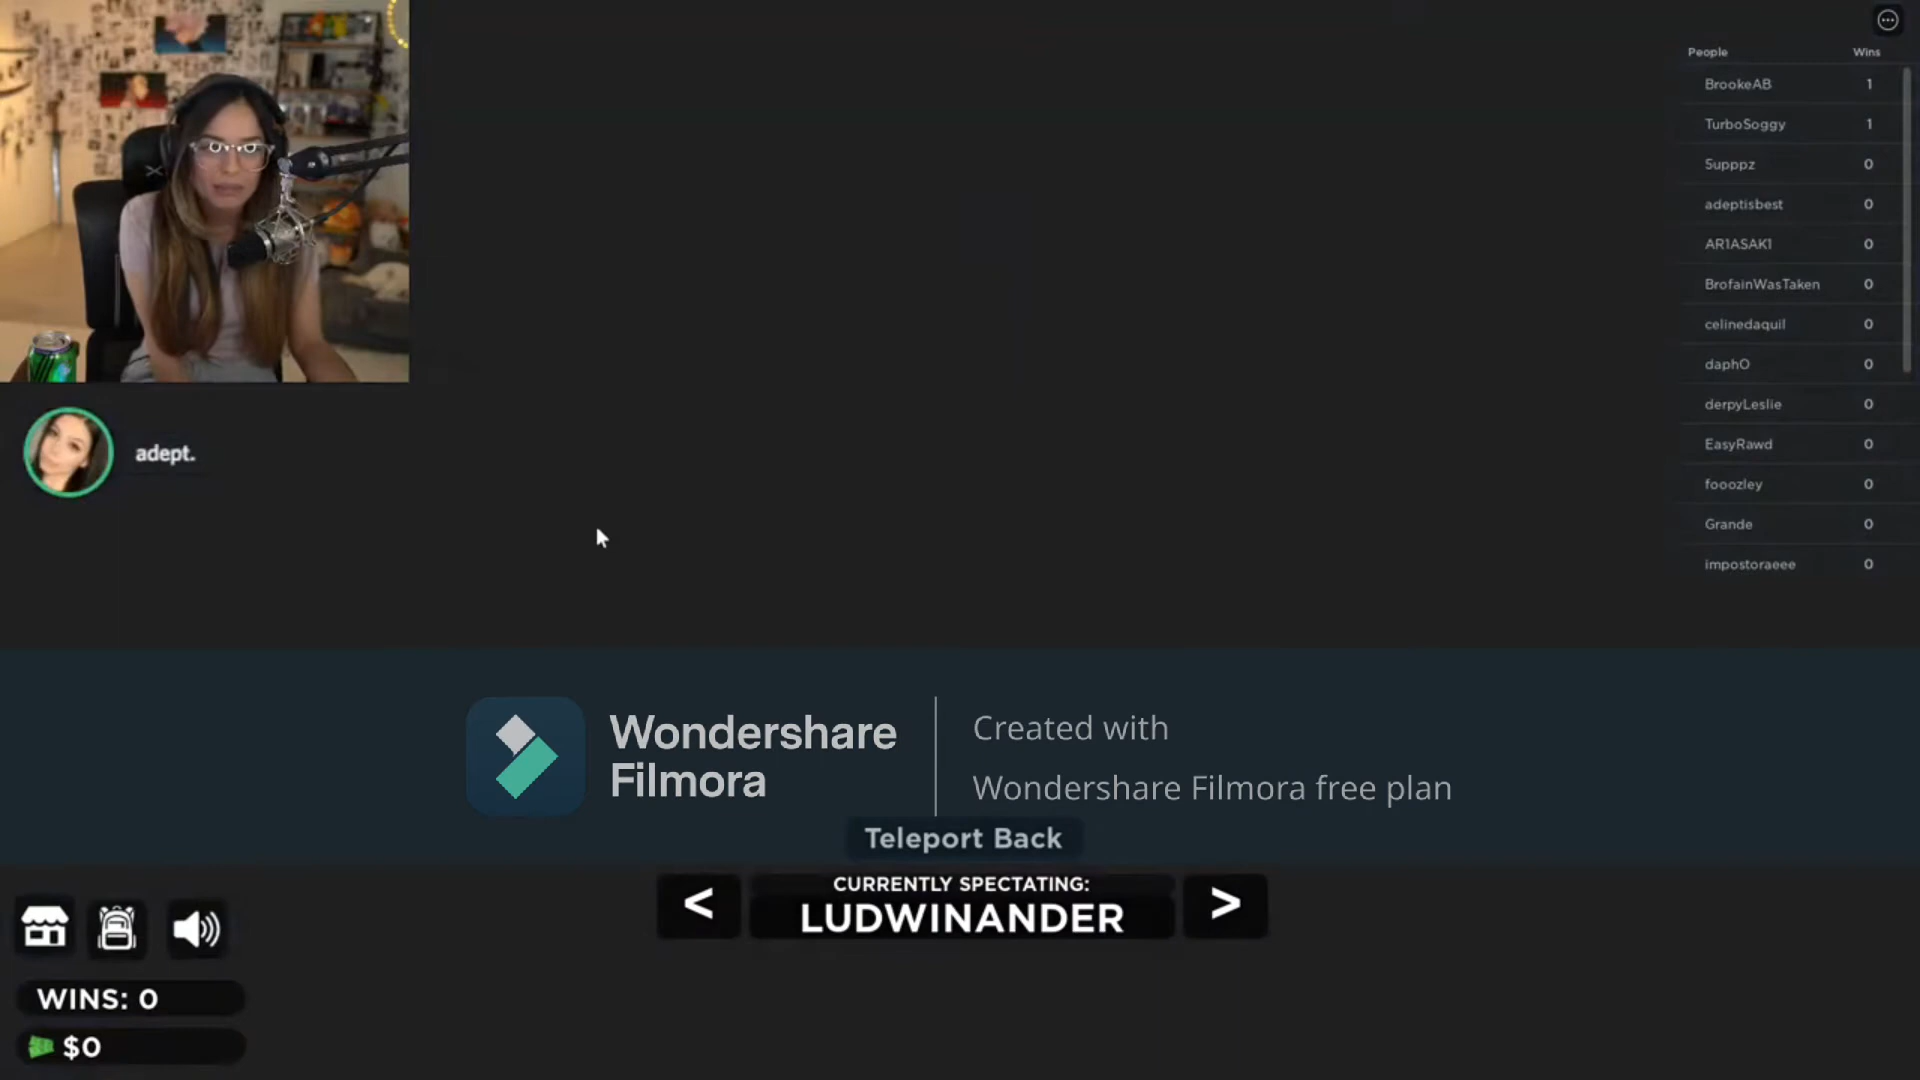 People Wins
BrookeAB 1
TurboSoggy 1
Supppz 0
adeptisbest 0
AR1ASAK1 0
BrofainWasTaken 0
celinedaquil 0
daphO 0
derpyLeslie 0
EasyRawd 0
fooozley 0
Grande 0
impostoraeee 0
adept.
Wondershare
Filmora
Created with
Wondershare Filmora free plan
Teleport Back
< CURRENTLY SPECTATING: >
LUDWINANDER
WINS: 0
$0